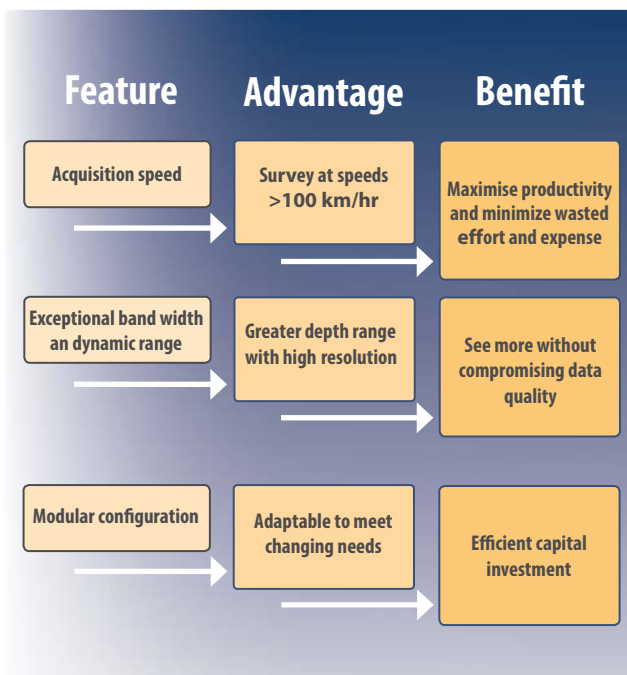 Feature
Advantage
Benefit
Acquisition speed
Survey at speeds
>100 km/hr
Maximise productivity
and minimize wasted
effort and expense
Exceptional band width
an dynamic range
Greater depth range
with high resolution
See more without
compromising data
quality
Modular configuration
Adaptable to meet
changing needs
Efficient capital
investment